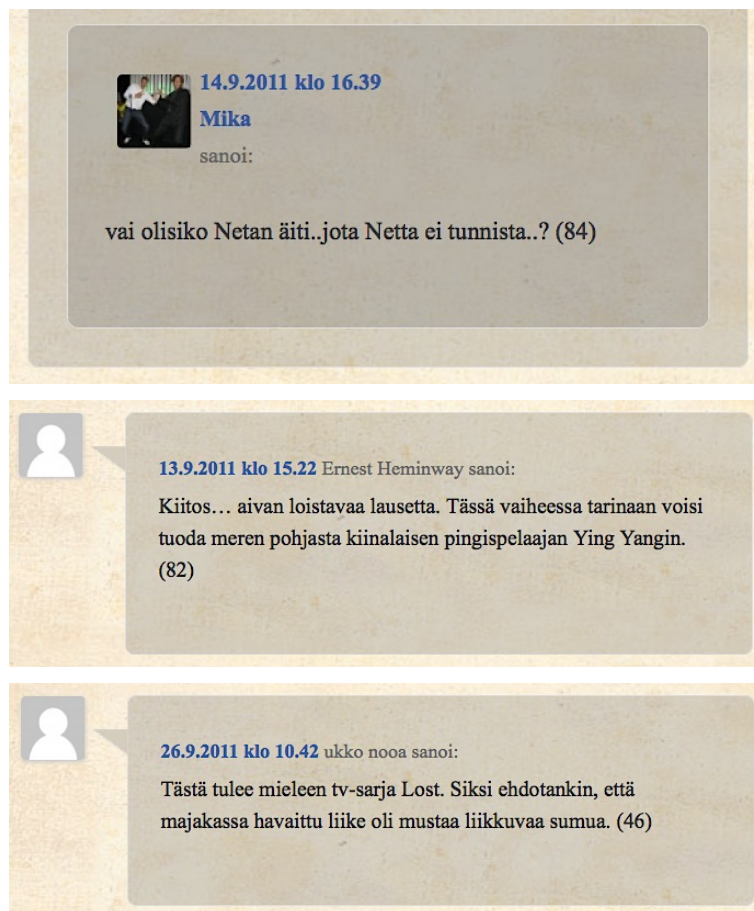 14.9.2011 klo 16.39
Mika
sanoi:
vai olisiko Netan äiti..jota Netta ei tunnista..? (84)
13.9.2011 klo 15.22 Ernest Heminway sanoi:
Kiitos… aivan loistavaa lausetta. Tässä vaiheessa tarinaan voisi
tuoda meren pohjasta kiinalaisen pingispelaajan Ying Yangin.
(82)
26.9.2011 klo 10.42 ukko nooa sanoi:
Tästä tulee mieleen tv-sarja Lost. Siksi ehdotankin, että
majakassa havaittu liike oli mustaa liikkuvaa sumua. (46)